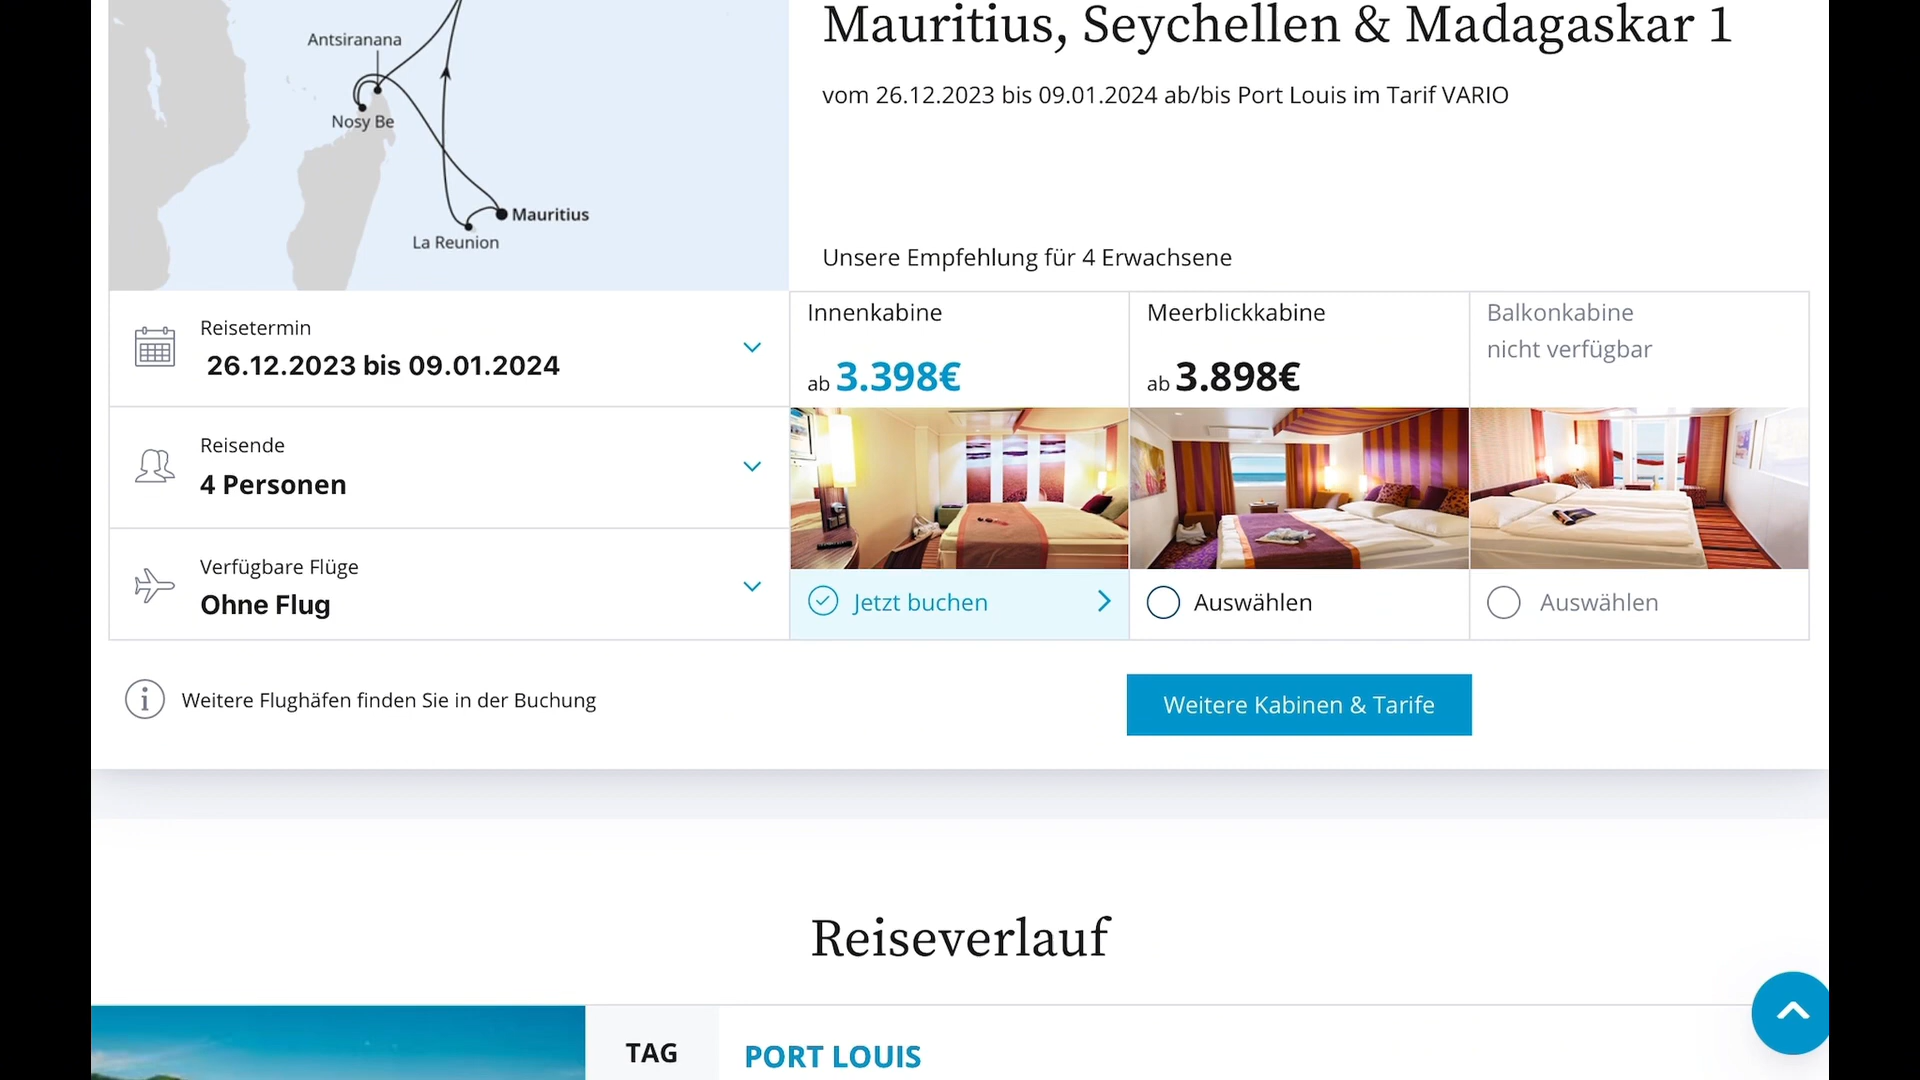 Mauritius, Seychellen & Madagaskar 1
vom 26.12.2023 bis 09.01.2024 ab/bis Port Louis im Tarif VARIO
Antsiranana
Nosy Be
Mauritius
La Reunion
Unsere Empfehlung für 4 Erwachsene
Reisetermin
26.12.2023 bis 09.01.2024
Reisende
4 Personen
Verfügbare Flüge
Ohne Flug
Innenkabine
ab 3.398€
Jetzt buchen
Meerblickkabine
ab 3.898€
Auswählen
Balkonkabine
nicht verfügbar
Auswählen
Weitere Flughäfen finden Sie in der Buchung
Weitere Kabinen & Tarife
Reiseverlauf
TAG
PORT LOUIS